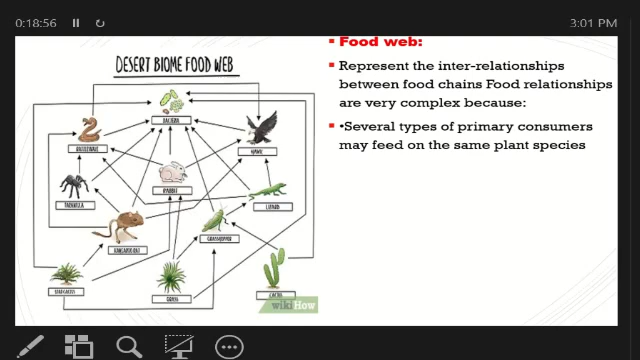 0:18:56
3:01 PM
DESERT BIOME FOOD WEB
BACTERIA
RATTLESNAKE
HAWK
RABBIT
TARANTULA
LIZARD
KANGAROO RAT
GRASSHOPPER
CACTUS
wikiHow
Food web:
Represent the inter-relationships
between food chains Food relationships
are very complex because:
•Several types of primary consumers
may feed on the same plant species